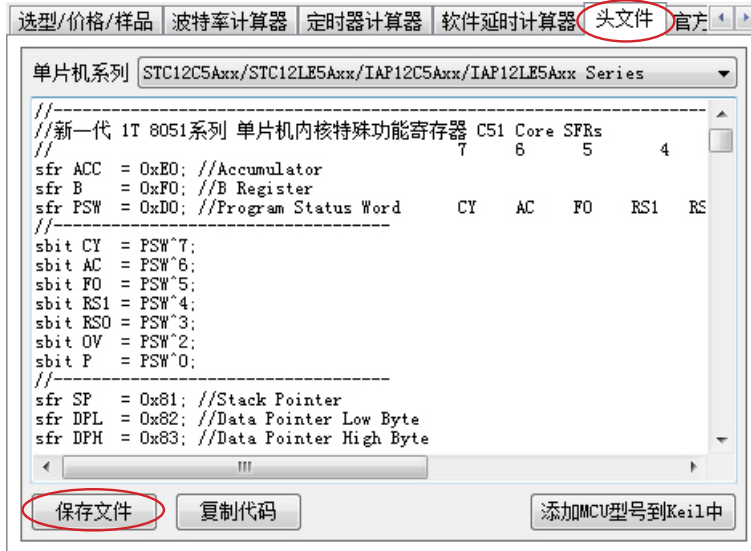 选型/价格/样品 波特率计算器 定时器计算器 软件延时计算器 头文件 官方
单片机系列 STC12C5Axx/STC12LE5Axx/IAP12C5Axx/IAP12LE5Axx Series
//-------------------------------------------------------
//新一代 1T 8051系列 单片机内核特殊功能寄存器 C51 Core SFRs
// 7 6 5 4
sfr ACC = 0xE0; //Accumulator
sfr B = 0xF0; //B Register
sfr PSW = 0xD0; //Program Status Word CY AC F0 RS1 RS
//-----------------------------------
sbit CY = PSW^7;
sbit AC = PSW^6;
sbit F0 = PSW^5;
sbit RS1 = PSW^4;
sbit RS0 = PSW^3;
sbit OV = PSW^2;
sbit P = PSW^0;
//-----------------------------------
sfr SP = 0x81; //Stack Pointer
sfr DPL = 0x82; //Data Pointer Low Byte
sfr DPH = 0x83; //Data Pointer High Byte
保存文件 复制代码 添加MCU型号到Keil中